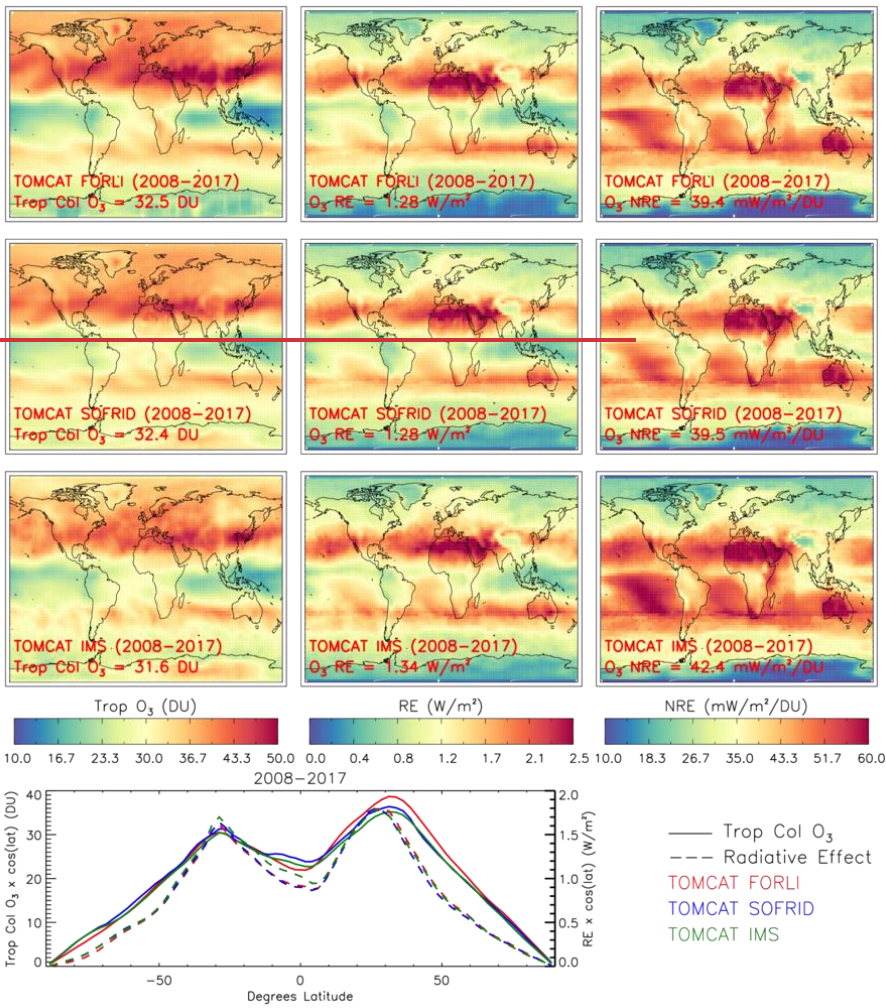 TOMCAT FORLI (2008−2017)
Trop Col O₃ = 32.5 DU
TOMCAT FORLI (2008−2017)
O₃ RE = 1.28 W/m²
TOMCAT FORLI (2008−2017)
O₃ NRE = 39.4 mW/m²/DU
TOMCAT SOFRID (2008−2017)
Trop Col O₃ = 32.4 DU
TOMCAT SOFRID (2008−2017)
O₃ RE = 1.28 W/m²
TOMCAT SOFRID (2008−2017)
O₃ NRE = 39.5 mW/m²/DU
TOMCAT IMS (2008−2017)
Trop Col O₃ = 31.6 DU
TOMCAT IMS (2008−2017)
O₃ RE = 1.34 W/m²
TOMCAT IMS (2008−2017)
O₃ NRE = 42.4 mW/m²/DU
Trop O₃ (DU)
10.0 16.7 23.3 30.0 36.7 43.3 50.0
RE (W/m²)
0.0 0.4 0.8 1.2 1.7 2.1 2.5
NRE (mW/m²/DU)
10.0 18.3 26.7 35.0 43.3 51.7 60.0
2008−2017
Trop Col O₃ x cos(lat) (DU)
40
30
20
10
0
−50 0 50
Degrees Latitude
2.0
1.5
1.0
0.5
0.0
RE x cos(lat) (W/m²)
Trop Col O₃
Radiative Effect
TOMCAT FORLI
TOMCAT SOFRID
TOMCAT IMS